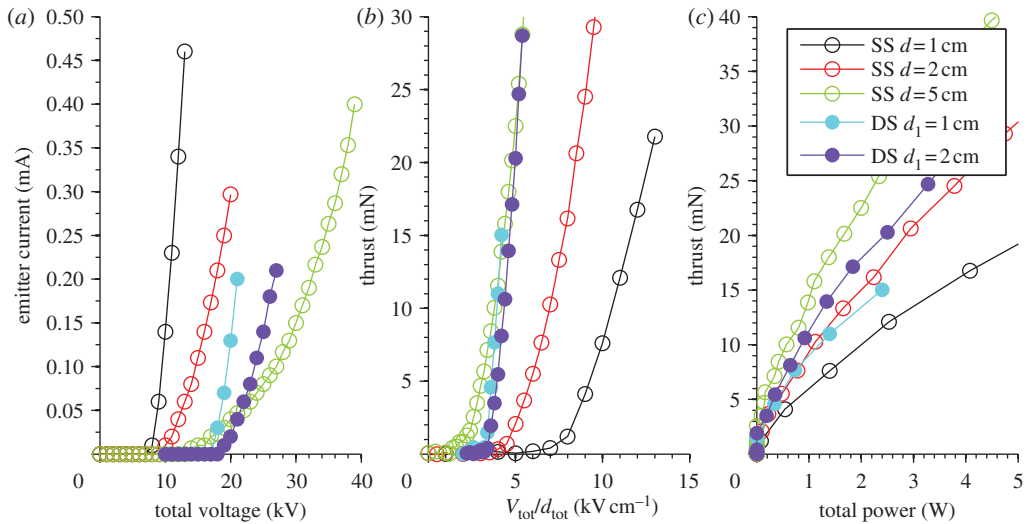 (a)
0.50
0.45
0.40
0.35
0.30
0.25
0.20
0.15
0.10
0.05
0
10
20
30
40
emitter current (mA)
total voltage (kV)
(b)
30
25
20
15
10
5
0
5
10
15
thrust (mN)
Vtot/dtot (kV cm−1)
(c)
40
35
30
25
20
15
10
5
0
1
2
3
4
5
thrust (mN)
total power (W)
SS d = 1 cm
SS d = 2 cm
SS d = 5 cm
DS d1 = 1 cm
DS d1 = 2 cm